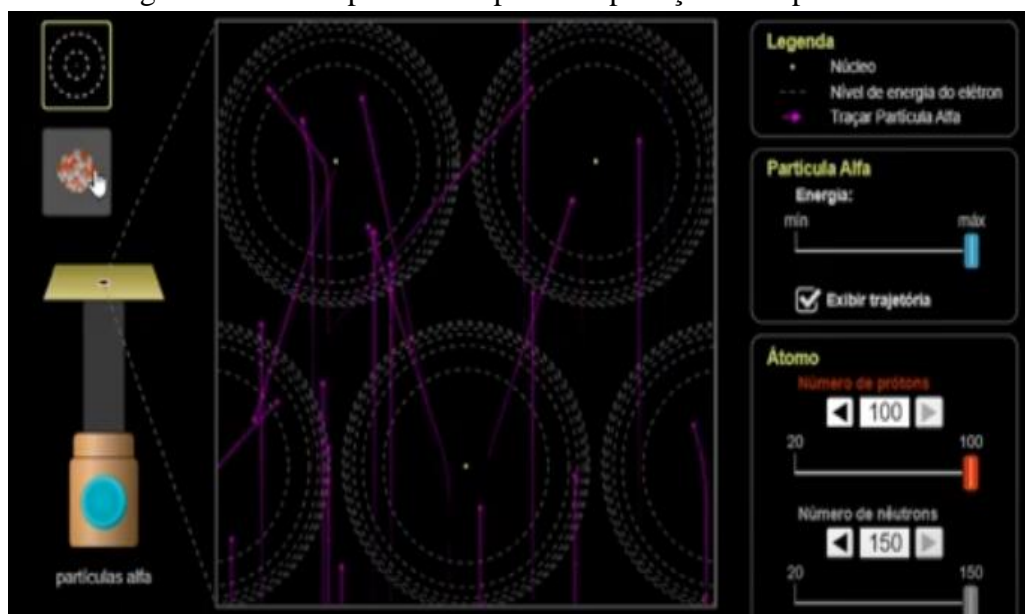 Legenda
Núcleo
Nível de energia do elétron
Traçar Partícula Alfa
Partícula Alfa
Energia:
mín máx
Exibir trajetória
Átomo
Número de prótons
100
20 100
Número de nêutrons
150
20 150
partículas alfa